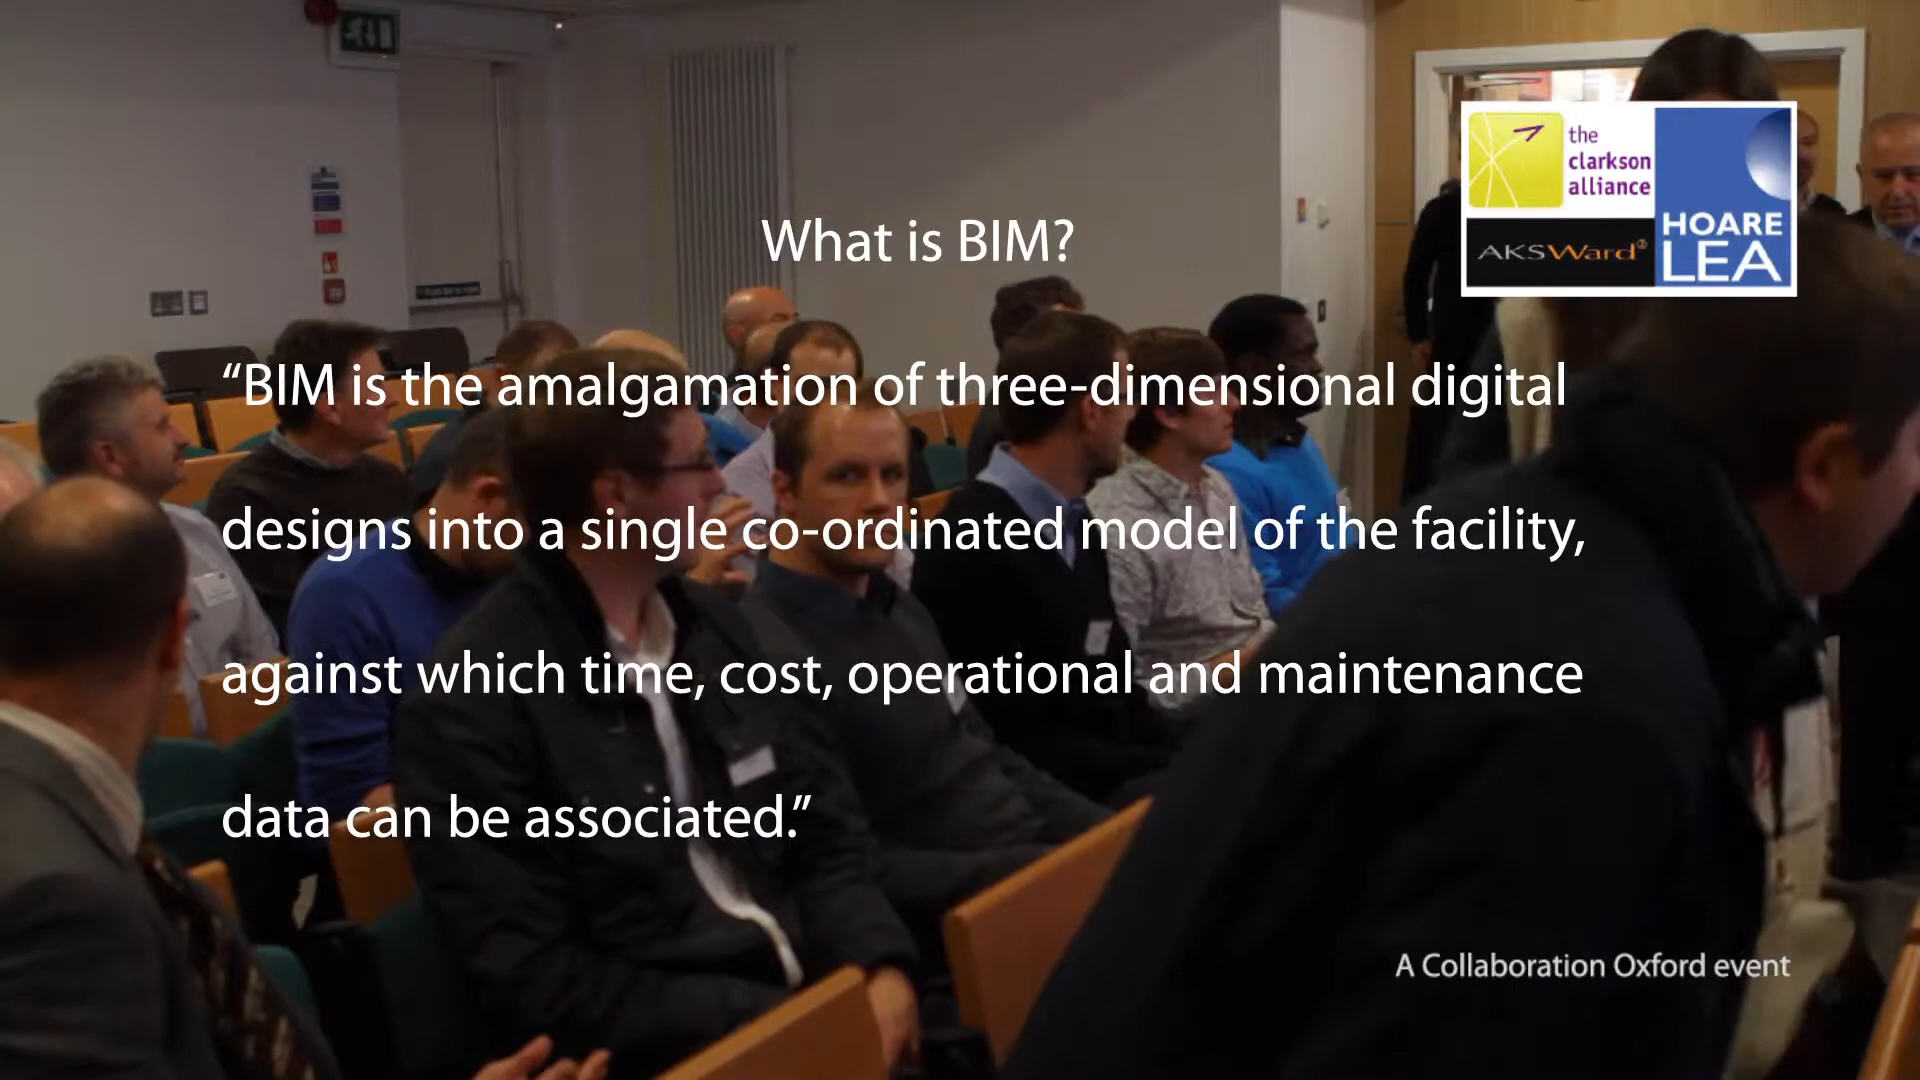 the
clarkson
alliance
AKSWard
HOARE
LEA
What is BIM?
“BIM is the amalgamation of three-dimensional digital
designs into a single co-ordinated model of the facility,
against which time, cost, operational and maintenance
data can be associated.”
A Collaboration Oxford event